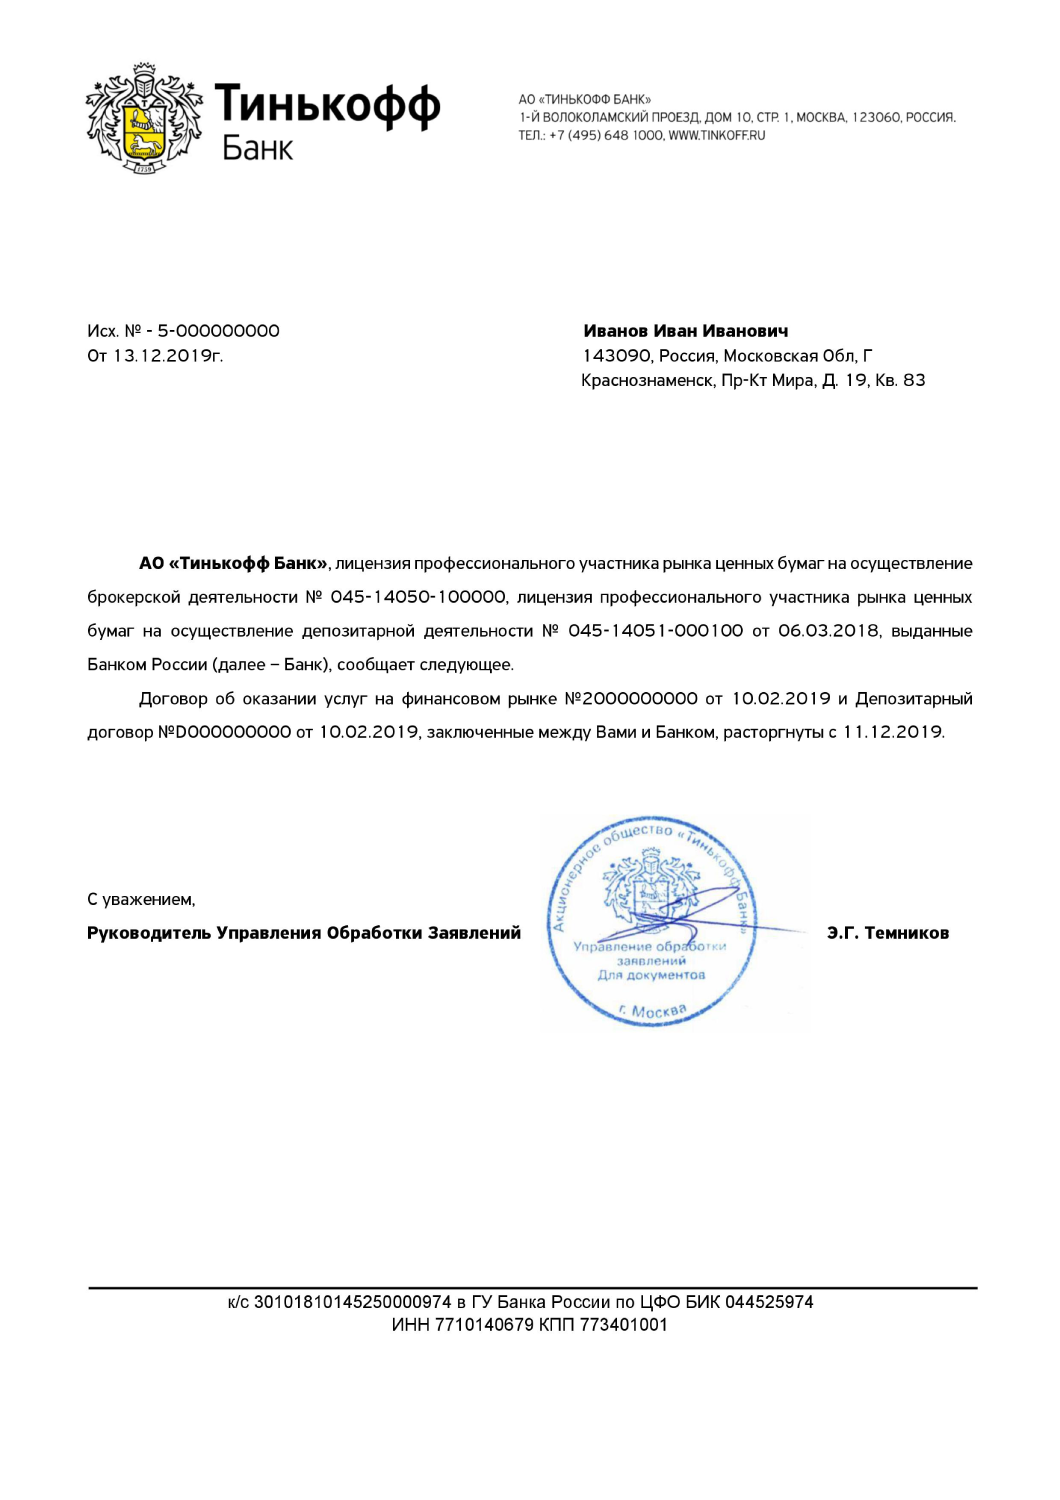 Тинькофф
Банк
1759
АО «ТИНЬКОФФ БАНК»
1-Й ВОЛОКОЛАМСКИЙ ПРОЕЗД, ДОМ 10, СТР. 1, МОСКВА, 123060, РОССИЯ.
ТЕЛ.: +7 (495) 648 1000, WWW.TINKOFF.RU
Исх. № - 5-000000000
От 13.12.2019г.
Иванов Иван Иванович
143090, Россия, Московская Обл, Г
Краснознаменск, Пр-Кт Мира, Д. 19, Кв. 83
АО «Тинькофф Банк», лицензия профессионального участника рынка ценных бумаг на осуществление
брокерской деятельности № 045-14050-100000, лицензия профессионального участника рынка ценных
бумаг на осуществление депозитарной деятельности № 045-14051-000100 от 06.03.2018, выданные
Банком России (далее – Банк), сообщает следующее.
Договор об оказании услуг на финансовом рынке №2000000000 от 10.02.2019 и Депозитарный
договор №D000000000 от 10.02.2019, заключенные между Вами и Банком, расторгнуты с 11.12.2019.
С уважением,
Руководитель Управления Обработки Заявлений
Акционерное общество «Тинькофф Банк»
Управление обработки
заявлений
Для документов
г. Москва
Э.Г. Темников
к/с 30101810145250000974 в ГУ Банка России по ЦФО БИК 044525974
ИНН 7710140679 КПП 773401001